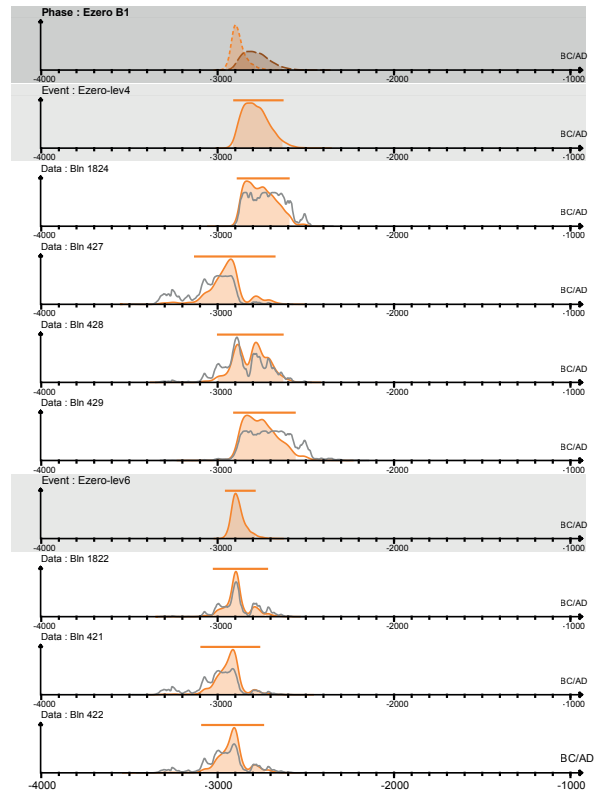 Phase : Ezero B1
BC/AD
-4000 -3000 -2000 -1000
Event : Ezero-lev4
BC/AD
-4000 -3000 -2000 -1000
Data : Bln 1824
BC/AD
-4000 -3000 -2000 -1000
Data : Bln 427
BC/AD
-4000 -3000 -2000 -1000
Data : Bln 428
BC/AD
-4000 -3000 -2000 -1000
Data : Bln 429
BC/AD
-4000 -3000 -2000 -1000
Event : Ezero-lev6
BC/AD
-4000 -3000 -2000 -1000
Data : Bln 1822
BC/AD
-4000 -3000 -2000 -1000
Data : Bln 421
BC/AD
-4000 -3000 -2000 -1000
Data : Bln 422
BC/AD
-4000 -3000 -2000 -1000